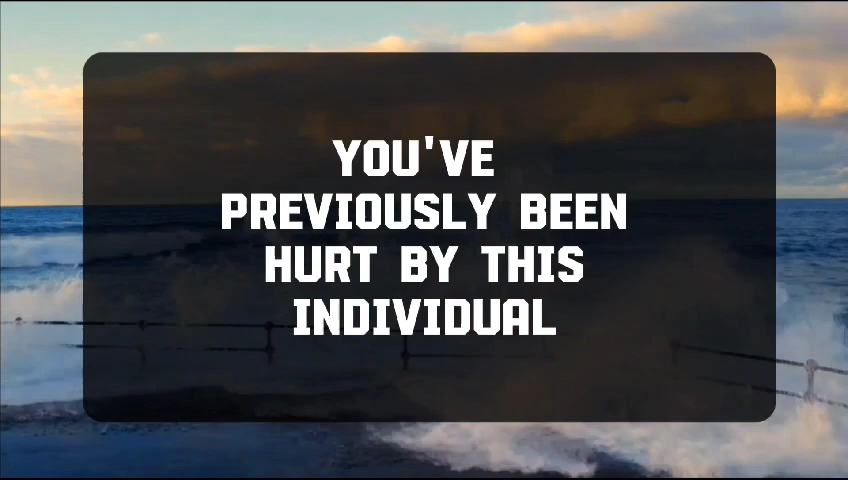 YOU'VE
PREVIOUSLY BEEN
HURT BY THIS
INDIVIDUAL